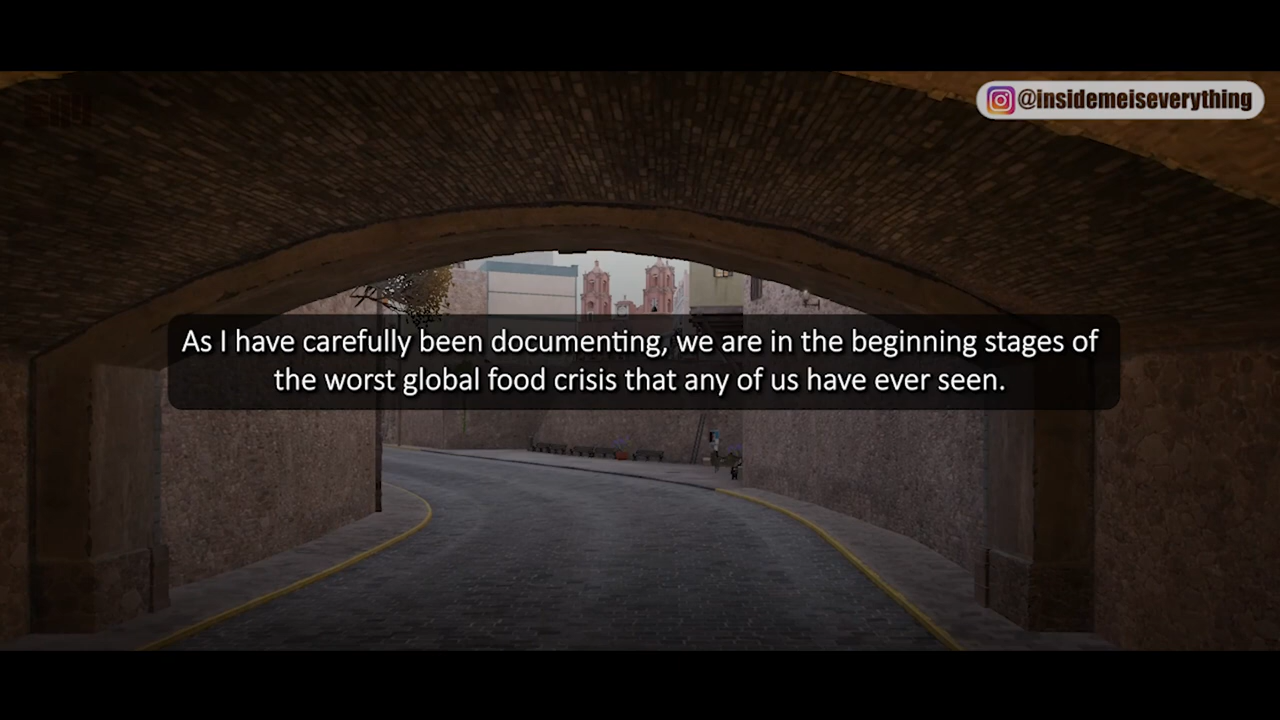 @insidemeiseverything
As I have carefully been documenting, we are in the beginning stages of
the worst global food crisis that any of us have ever seen.